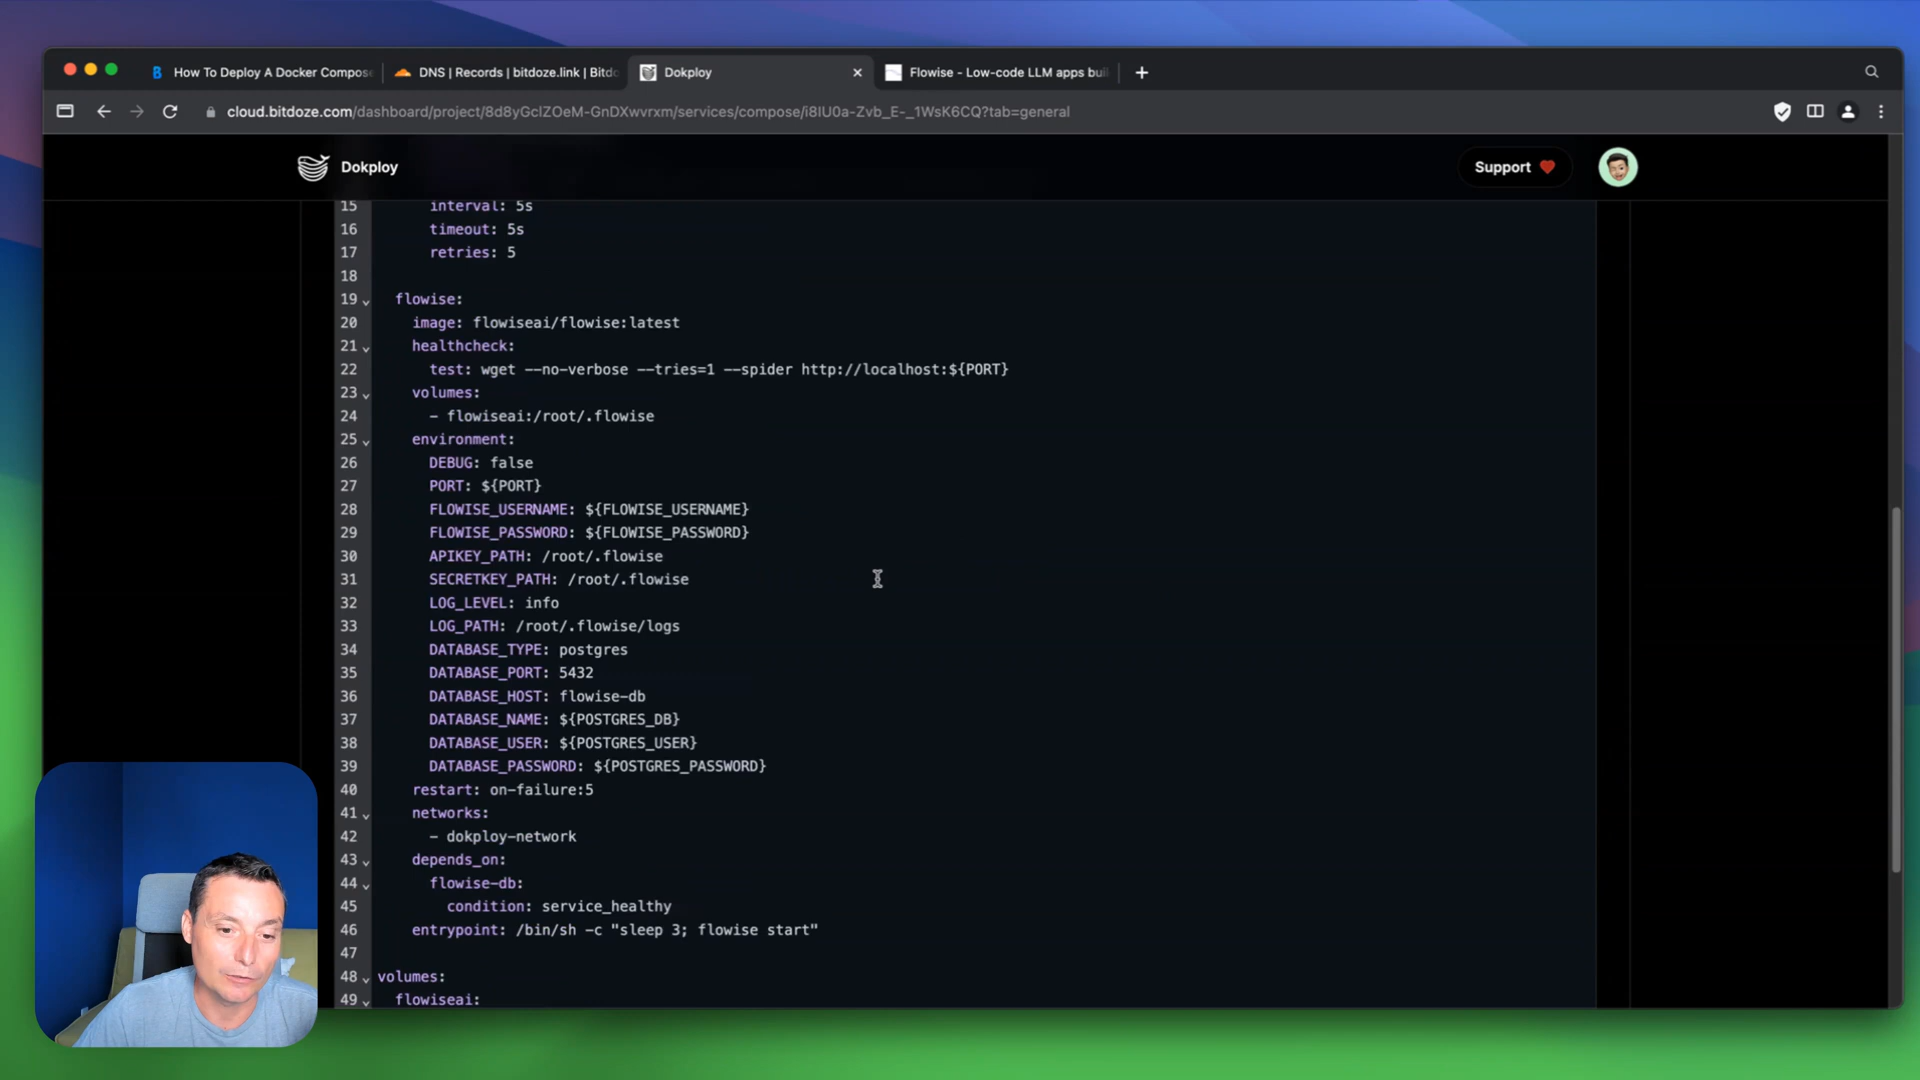 How To Deploy A Docker Compos
DNS | Records | bitdoze.link | Bitdo
Dokploy
Flowise - Low-code LLM apps buil
cloud.bitdoze.com/dashboard/project/8d8yGclZOeM-GnDXwvrxm/services/compose/i8IU0a-Zvb_E-_1WsK6CQ?tab=general
Dokploy
Support
15 interval: 5s
16 timeout: 5s
17 retries: 5
18
19 flowise:
20 image: flowiseai/flowise:latest
21 healthcheck:
22 test: wget --no-verbose --tries=1 --spider http://localhost:${PORT}
23 volumes:
24 - flowiseai:/root/.flowise
25 environment:
26 DEBUG: false
27 PORT: ${PORT}
28 FLOWISE_USERNAME: ${FLOWISE_USERNAME}
29 FLOWISE_PASSWORD: ${FLOWISE_PASSWORD}
30 APIKEY_PATH: /root/.flowise
31 SECRETKEY_PATH: /root/.flowise
32 LOG_LEVEL: info
33 LOG_PATH: /root/.flowise/logs
34 DATABASE_TYPE: postgres
35 DATABASE_PORT: 5432
36 DATABASE_HOST: flowise-db
37 DATABASE_NAME: ${POSTGRES_DB}
38 DATABASE_USER: ${POSTGRES_USER}
39 DATABASE_PASSWORD: ${POSTGRES_PASSWORD}
40 restart: on-failure:5
41 networks:
42 - dokploy-network
43 depends_on:
44 flowise-db:
45 condition: service_healthy
46 entrypoint: /bin/sh -c "sleep 3; flowise start"
47
48 volumes:
49 flowiseai: